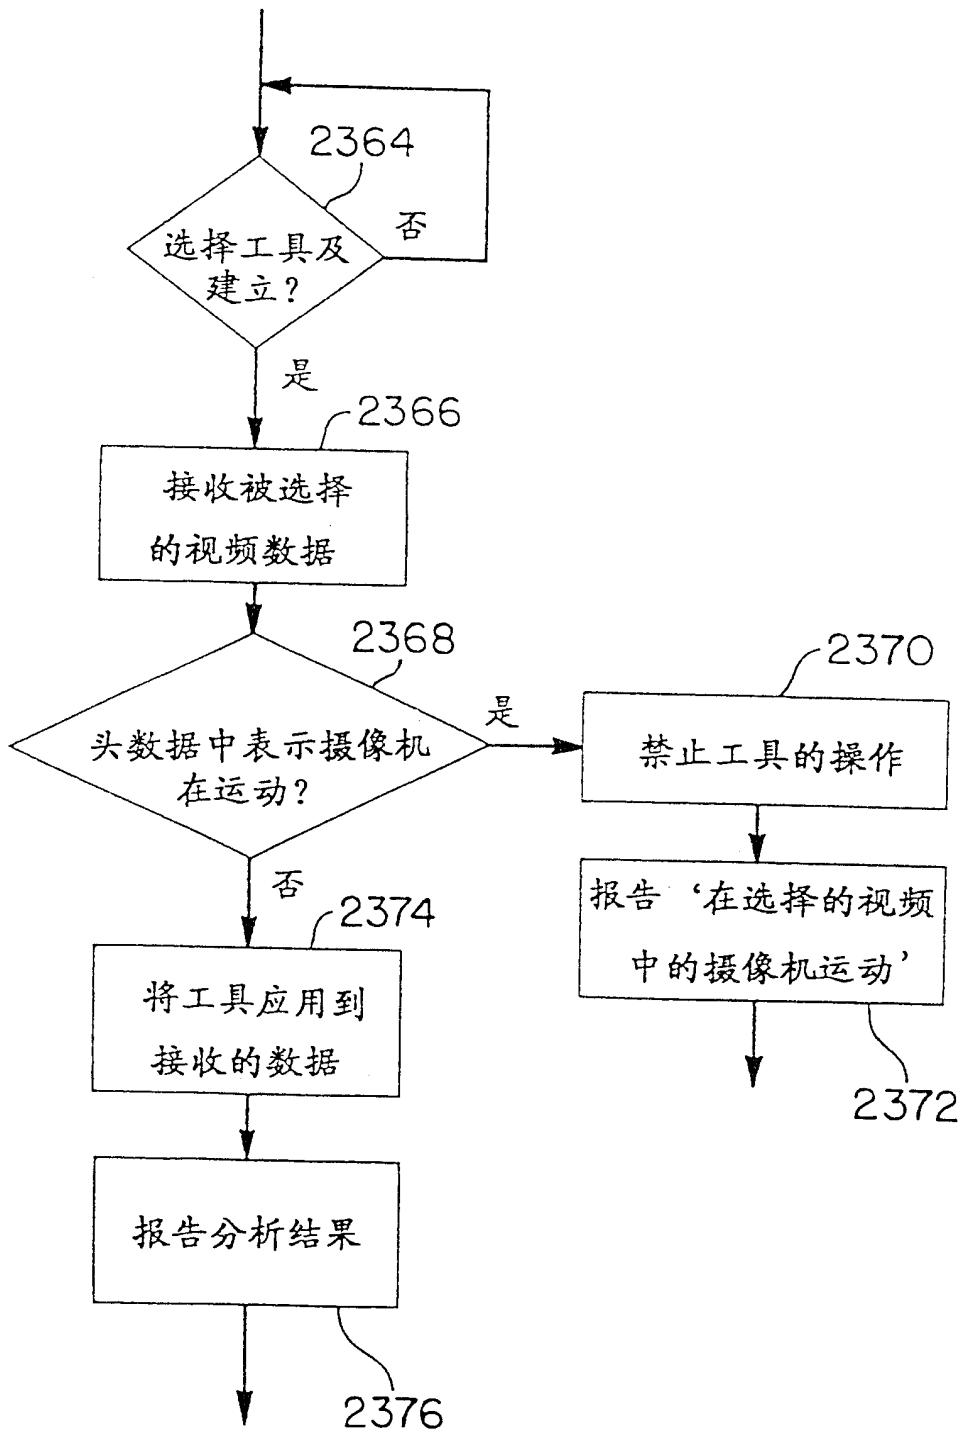 2364
否
选择工具及
建立?
是
2366
接收被选择
的视频数据
2368
头数据中表示摄像机
在运动?
是
2370
禁止工具的操作
否
报告‘在选择的视频
中的摄像机运动’
2372
2374
将工具应用到
接收的数据
报告分析结果
2376